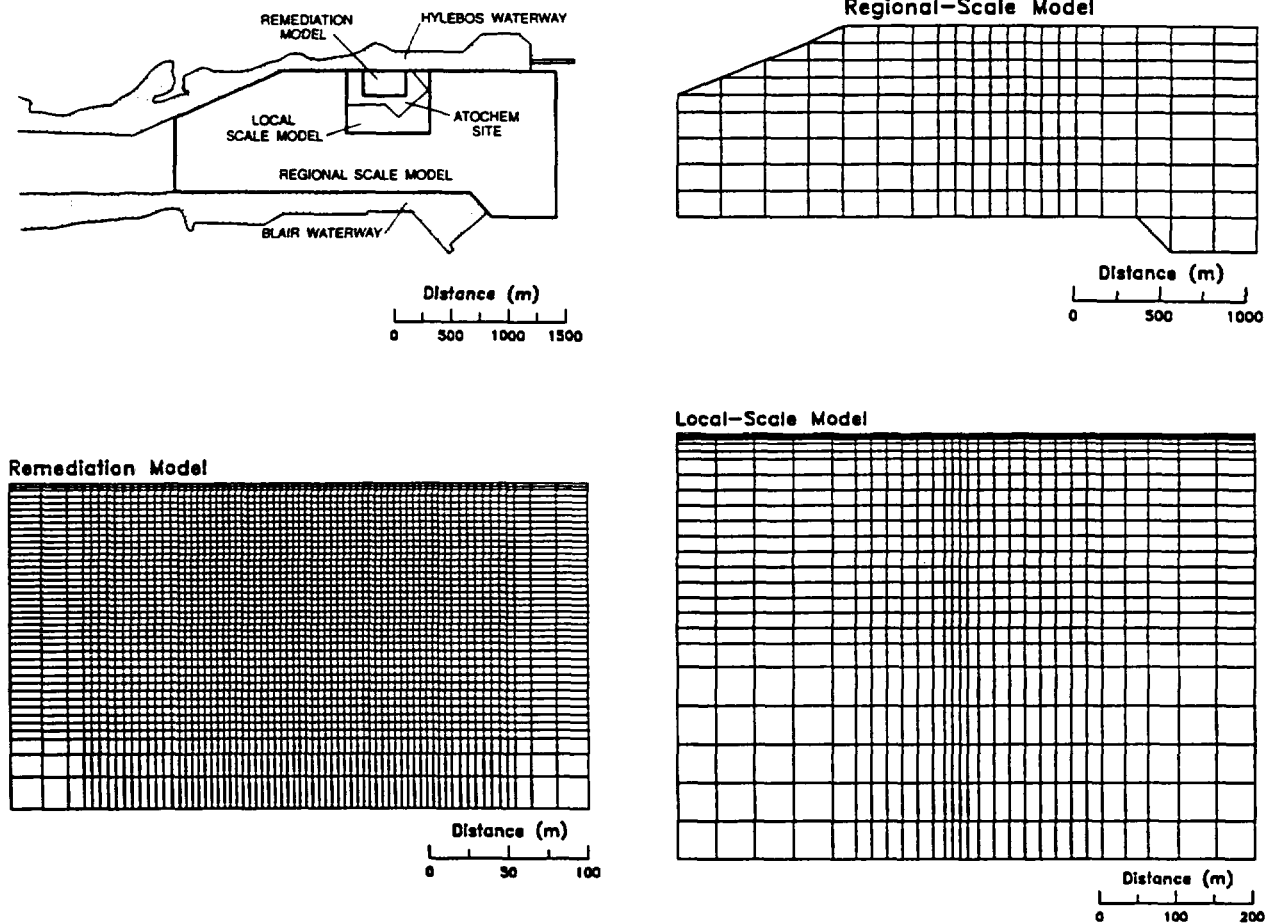 REMEDIATION
MODEL
HYLEBOS WATERWAY
LOCAL
SCALE MODEL
ATOCHEM
SITE
REGIONAL SCALE MODEL
BLAIR WATERWAY
Distance (m)
0 500 1000 1500
Regional-Scale Model
Distance (m)
0 500 1000
Remediation Model
Distance (m)
0 50 100
Local-Scale Model
Distance (m)
0 100 200